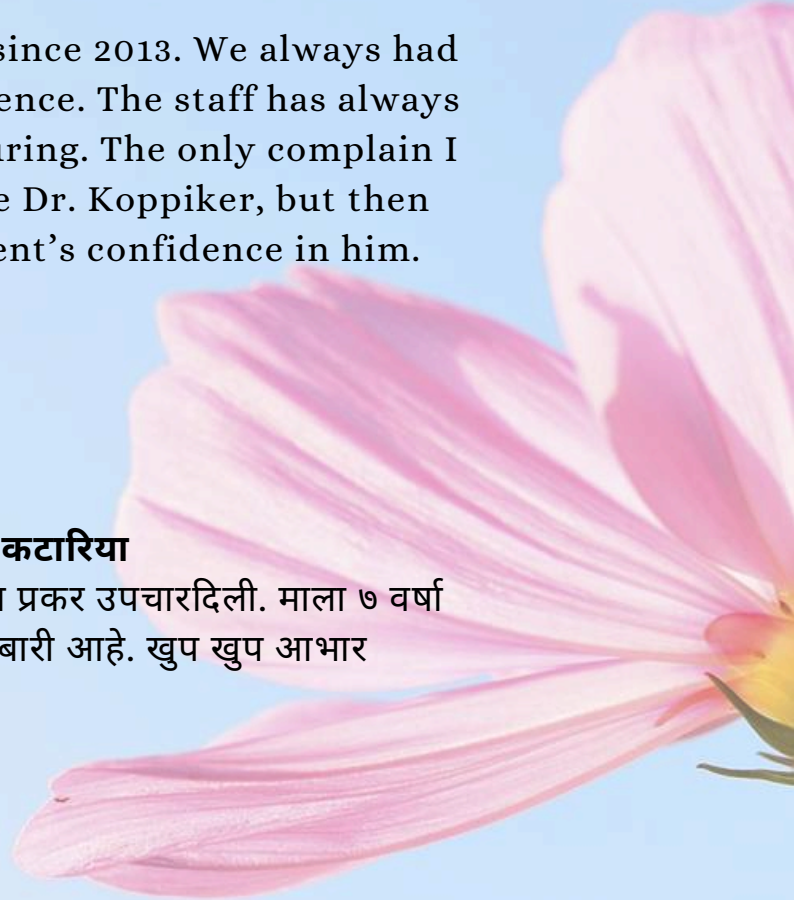 since 2013. We always had
ence. The staff has always
uring. The only complain I
e Dr. Koppiker, but then
ent’s confidence in him.
कटारिया
प्रकर उपचारदिली. माला ७ वर्षा
बारी आहे. खुप खुप आभार